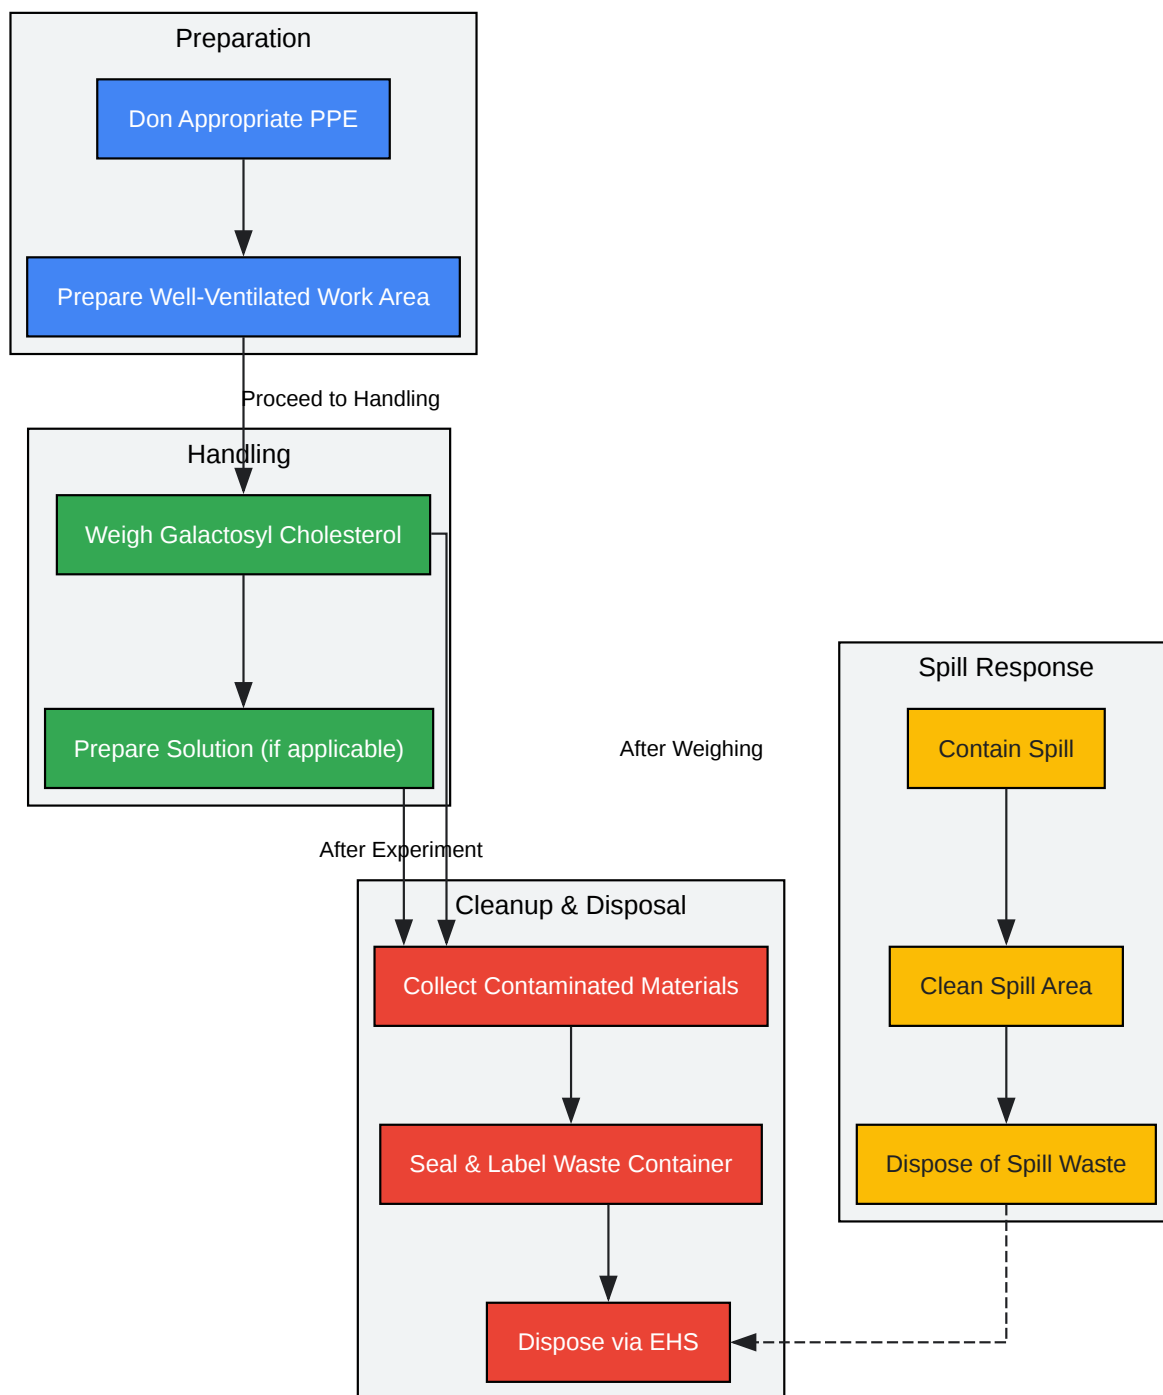 Preparation
Don Appropriate PPE
Prepare Well-Ventilated Work Area
Proceed to Handling
Handling
Weigh Galactosyl Cholesterol
Prepare Solution (if applicable)
After Weighing
After Experiment
Cleanup & Disposal
Collect Contaminated Materials
Seal & Label Waste Container
Dispose via EHS
Spill Response
Contain Spill
Clean Spill Area
Dispose of Spill Waste